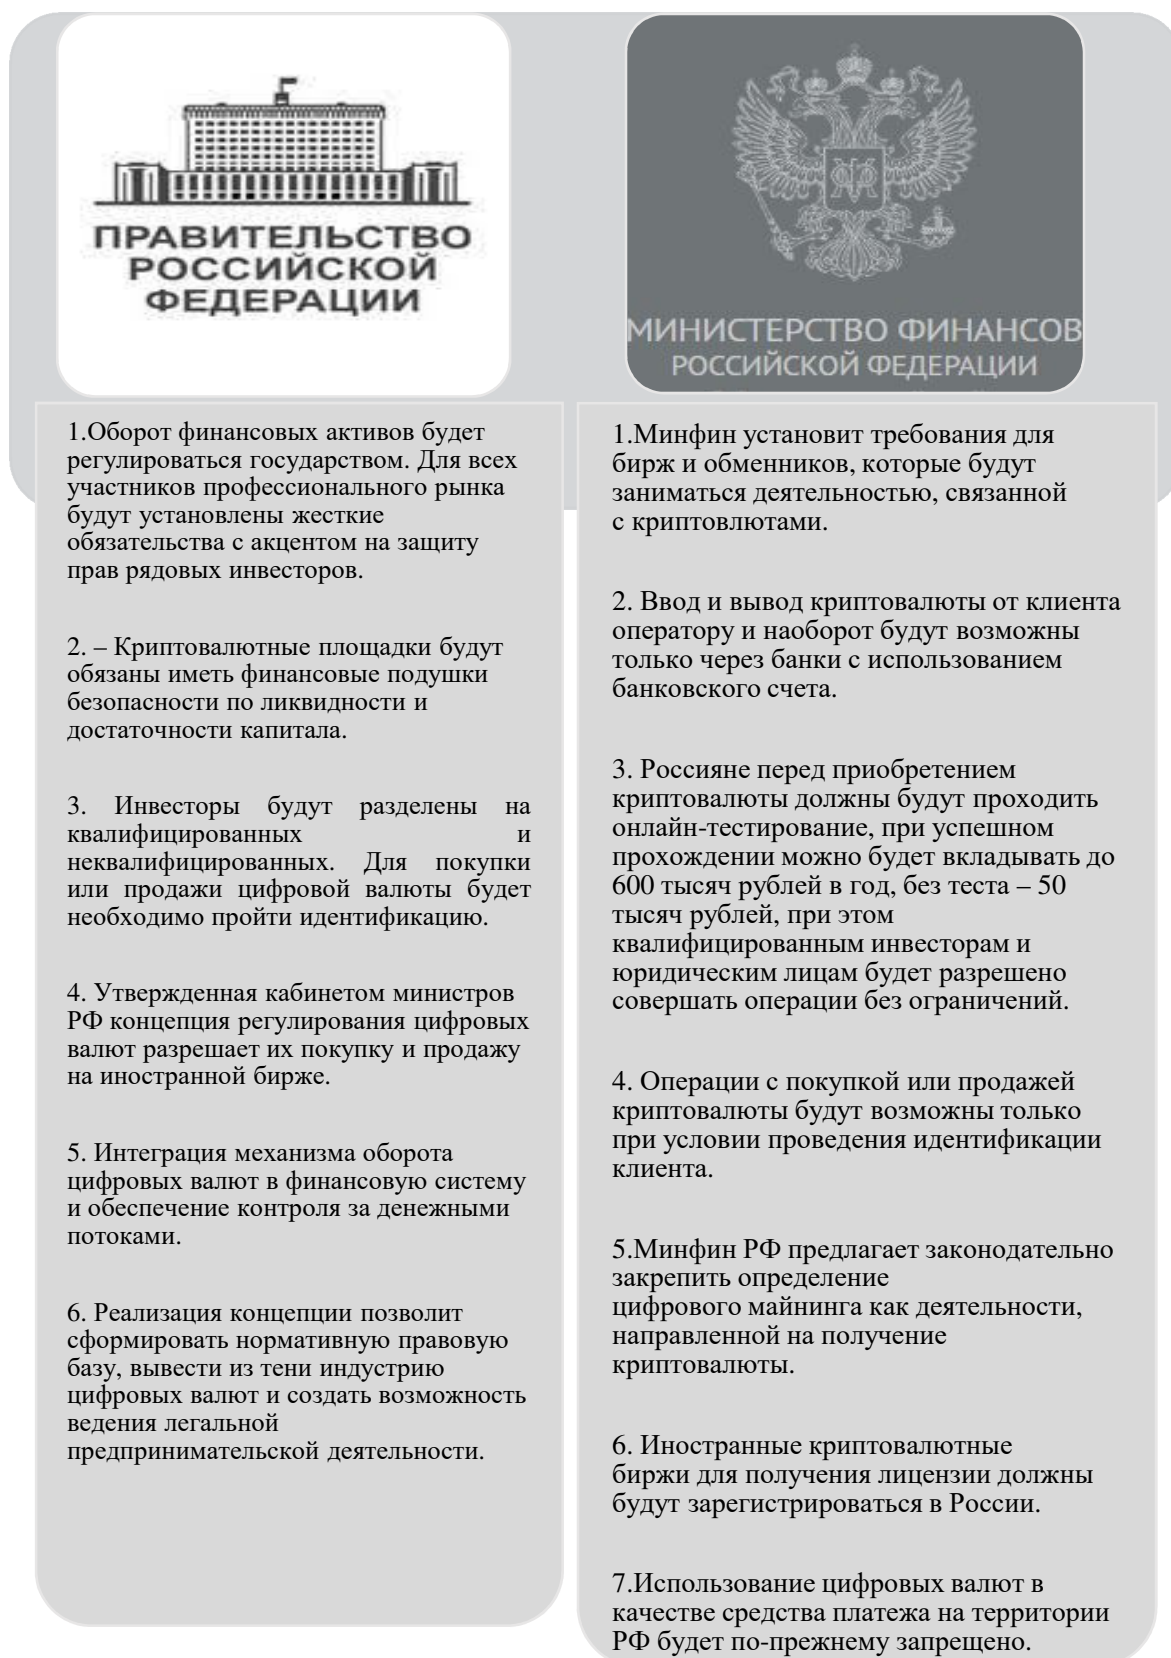 ПРАВИТЕЛЬСТВО
РОССИЙСКОЙ
ФЕДЕРАЦИИ
1.Оборот финансовых активов будет
регулироваться государством. Для всех
участников профессионального рынка
будут установлены жесткие
обязательства с акцентом на защиту
прав рядовых инвесторов.
2. – Криптовалютные площадки будут
обязаны иметь финансовые подушки
безопасности по ликвидности и
достаточности капитала.
3. Инвесторы будут разделены на
квалифицированных и
неквалифицированных. Для покупки
или продажи цифровой валюты будет
необходимо пройти идентификацию.
4. Утвержденная кабинетом министров
РФ концепция регулирования цифровых
валют разрешает их покупку и продажу
на иностранной бирже.
5. Интеграция механизма оборота
цифровых валют в финансовую систему
и обеспечение контроля за денежными
потоками.
6. Реализация концепции позволит
сформировать нормативную правовую
базу, вывести из тени индустрию
цифровых валют и создать возможность
ведения легальной
предпринимательской деятельности.
МИНИСТЕРСТВО ФИНАНСОВ
РОССИЙСКОЙ ФЕДЕРАЦИИ
1.Минфин установит требования для
бирж и обменников, которые будут
заниматься деятельностью, связанной
с криптовлютами.
2. Ввод и вывод криптовалюты от клиента
оператору и наоборот будут возможны
только через банки с использованием
банковского счета.
3. Россияне перед приобретением
криптовалюты должны будут проходить
онлайн-тестирование, при успешном
прохождении можно будет вкладывать до
600 тысяч рублей в год, без теста – 50
тысяч рублей, при этом
квалифицированным инвесторам и
юридическим лицам будет разрешено
совершать операции без ограничений.
4. Операции с покупкой или продажей
криптовалюты будут возможны только
при условии проведения идентификации
клиента.
5.Минфин РФ предлагает законодательно
закрепить определение
цифрового майнинга как деятельности,
направленной на получение
криптовалюты.
6. Иностранные криптовалютные
биржи для получения лицензии должны
будут зарегистрироваться в России.
7.Использование цифровых валют в
качестве средства платежа на территории
РФ будет по-прежнему запрещено.